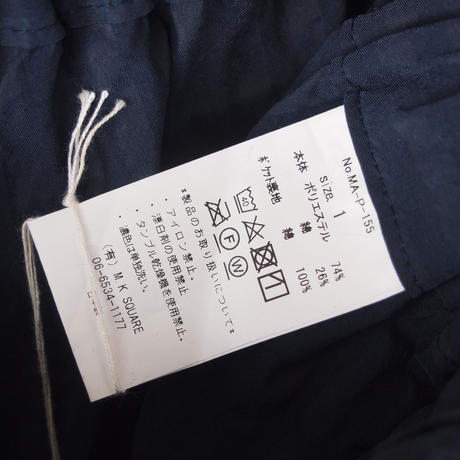 No.MA-P-155
SIZE. 1
本体 ポリエステル 74%
綿 26%
ポケット裏地 綿 100%
40
F W
*製品のお取り扱いについて*
・アイロン禁止。
・漂白剤の使用禁止。
・タンブル乾燥機を使用禁止。
・濃色は単独洗い。
(有) M K SQUARE
06-6534-1177